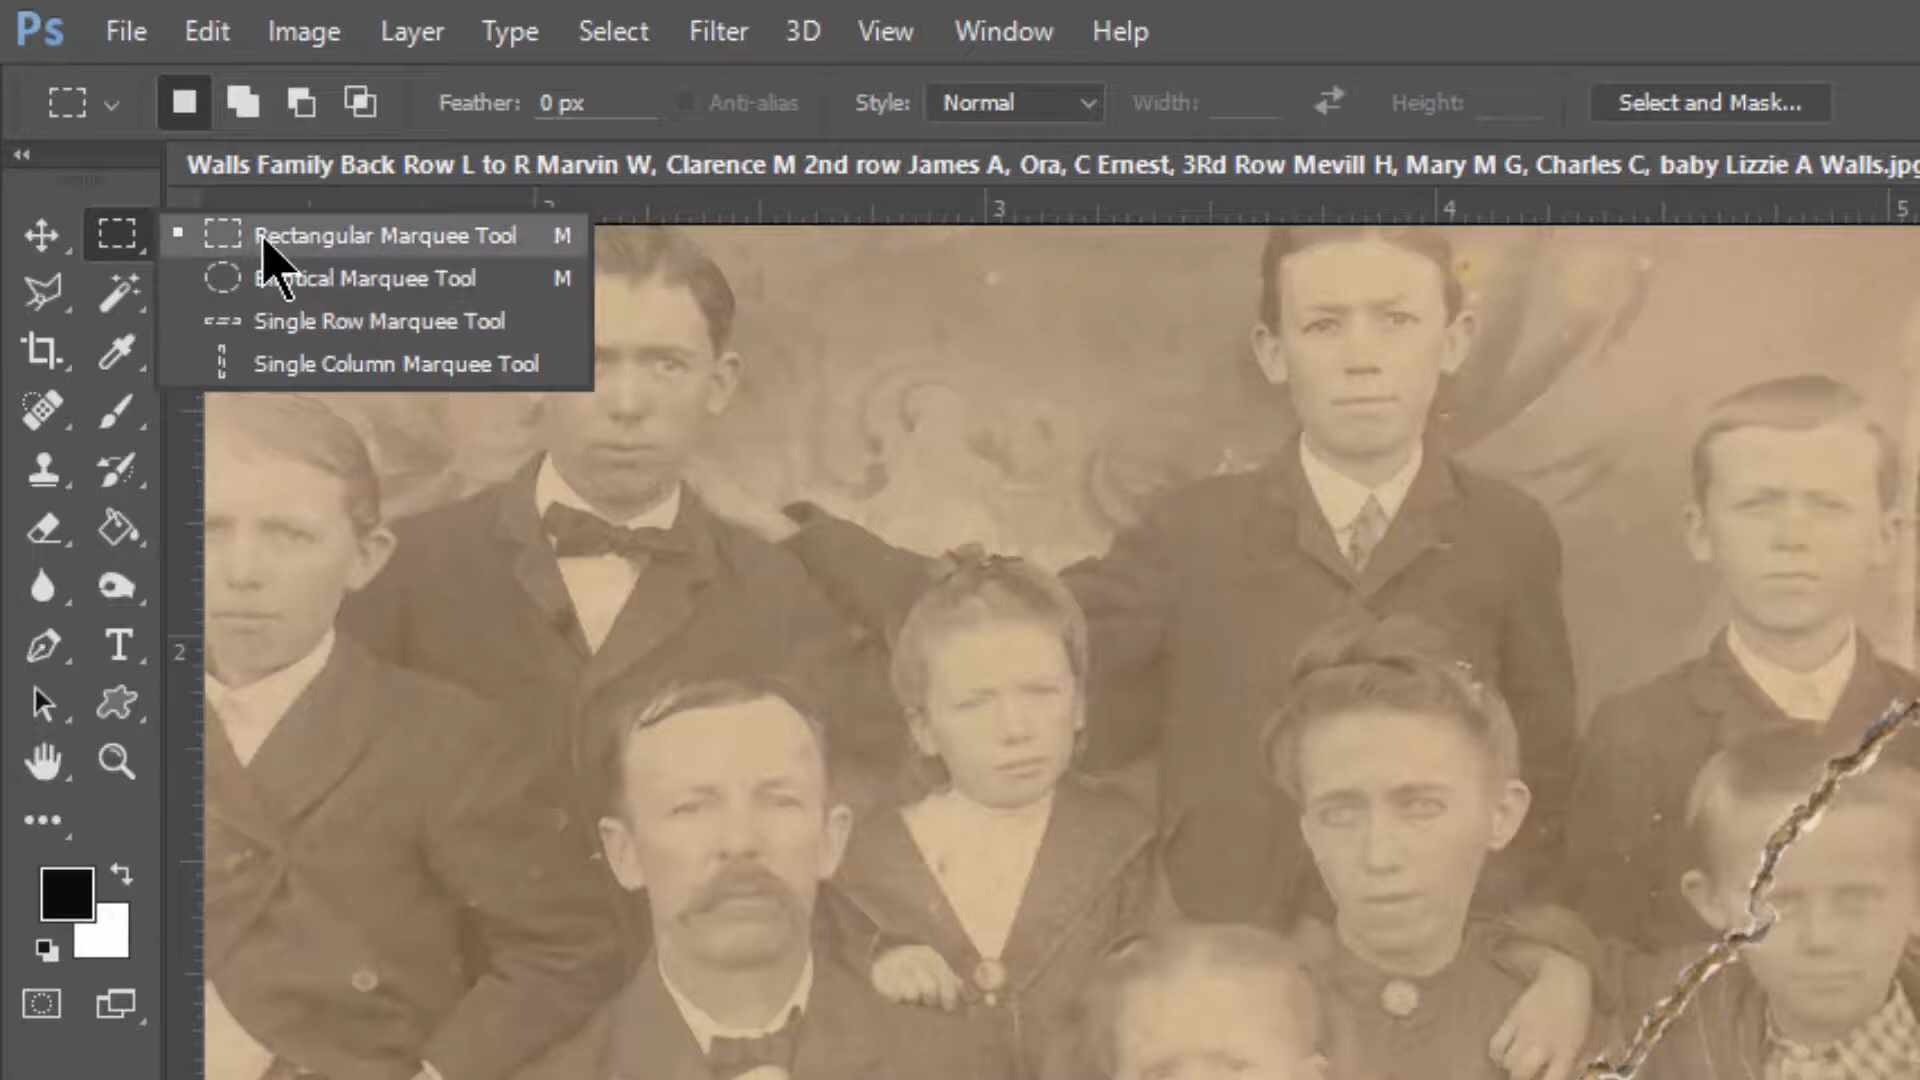 Ps File Edit Image Layer Type Select Filter 3D View Window Help
Feather: 0 px Anti-alias Style: Normal Width: Height: Select and Mask...
Walls Family Back Row L to R Marvin W, Clarence M 2nd row James A, Ora, C Ernest, 3Rd Row Mevill H, Mary M G, Charles C, baby Lizzie A Walls.jpg
3 4 5
Rectangular Marquee Tool M
Marquee Tool M
Single Row Marquee Tool
Single Column Marquee Tool
2
T